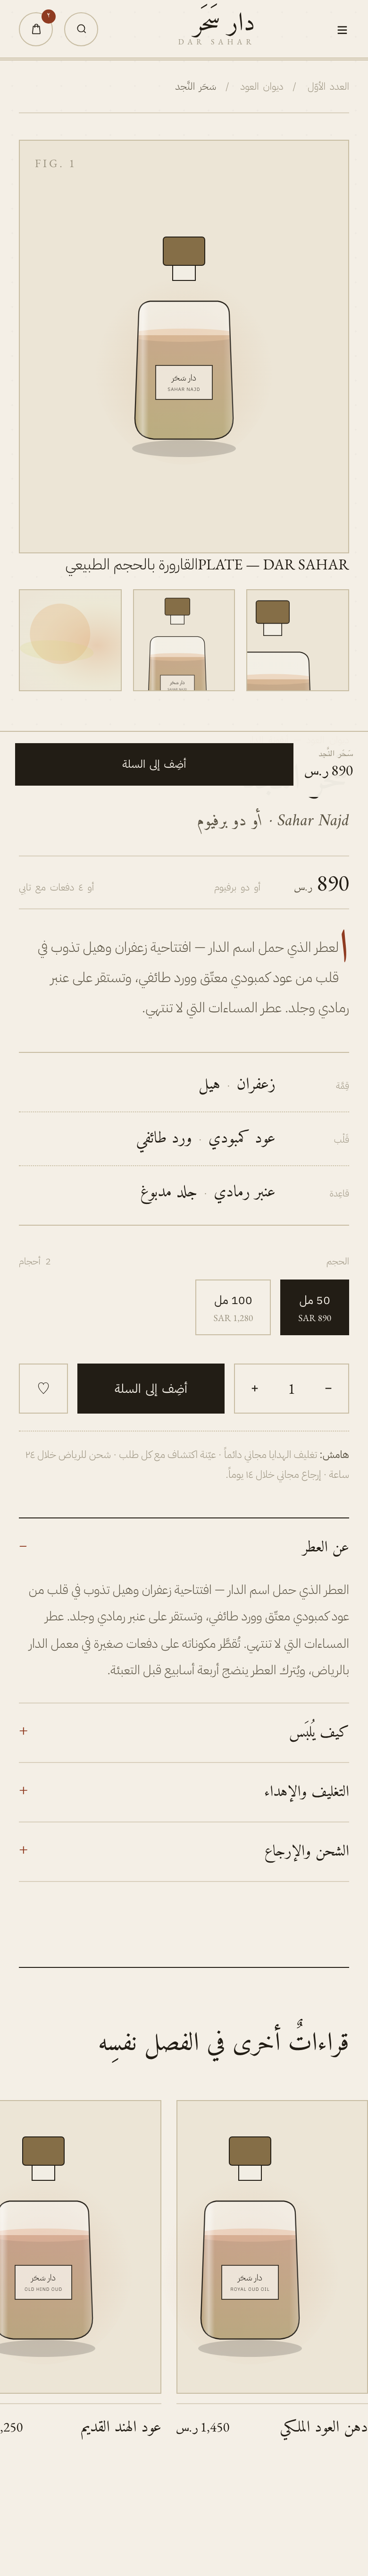 ٢
دار سَحَر
DAR SAHAR
العدد الأوّل / ديوان العود / سَحَر النَّجد
FIG. 1
دار سَحَر
SAHAR NAJD
PLATE — DAR SAHARالقارورة بالحجم الطبيعي
دار سَحَر
سَحَر النَّجد
890 ر.س
أضِف إلى السلة
Sahar Najd · أو دو برفيوم
890 ر.س
أو دو برفيوم
أو ٤ دفعات مع تابي
العطر الذي حمل اسم الدار — افتتاحية زعفران وهيل تذوب في
قلب من عود كمبودي معتّق وورد طائفي، وتستقر على عنبر
رمادي وجلد. عطر المساءات التي لا تنتهي.
قِمّة
زعفران · هيل
قَلْب
عود كمبودي · ورد طائفي
قاعِدة
عنبر رمادي · جلد مدبوغ
الحجم
2 أحجام
50 مل
SAR 890
100 مل
SAR 1,280
− 1 +
أضِف إلى السلة
هامش: تغليف الهدايا مجاني دائماً · عيّنة اكتشاف مع كل طلب · شحن للرياض خلال ٢٤
ساعة · إرجاع مجاني خلال ١٤ يوماً.
عن العطر −
العطر الذي حمل اسم الدار — افتتاحية زعفران وهيل تذوب في قلب من
عود كمبودي معتّق وورد طائفي، وتستقر على عنبر رمادي وجلد. عطر
المساءات التي لا تنتهي. تُقطَّر مكوناته على دفعات صغيرة في معمل الدار
بالرياض، ويُترك العطر ينضج أربعة أسابيع قبل التعبئة.
كيف يُلبَس +
التغليف والإهداء +
الشحن والإرجاع +
قراءاتٌ أخرى في الفصل نفسِه
دار سَحَر
ROYAL OUD OIL
دار سَحَر
OLD HIND OUD
دهن العود الملكي
1,450 ر.س
عود الهند القديم
,250